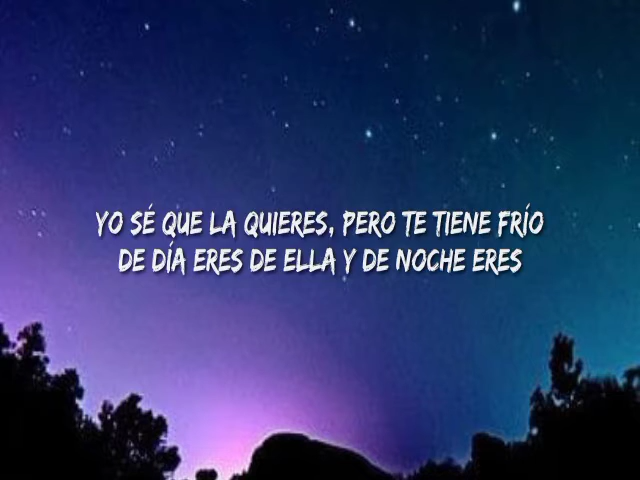 YO SÉ QUE LA QUIERES, PERO TE TIENE FRÍO
DE DÍA ERES DE ELLA Y DE NOCHE ERES